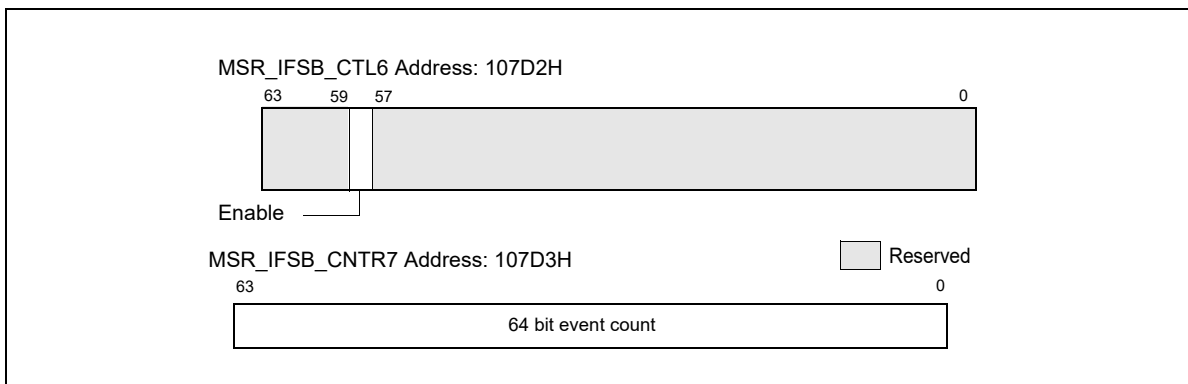 MSR_IFSB_CTL6 Address: 107D2H
63 59 57 0
Enable
MSR_IFSB_CNTR7 Address: 107D3H
Reserved
63 0
64 bit event count